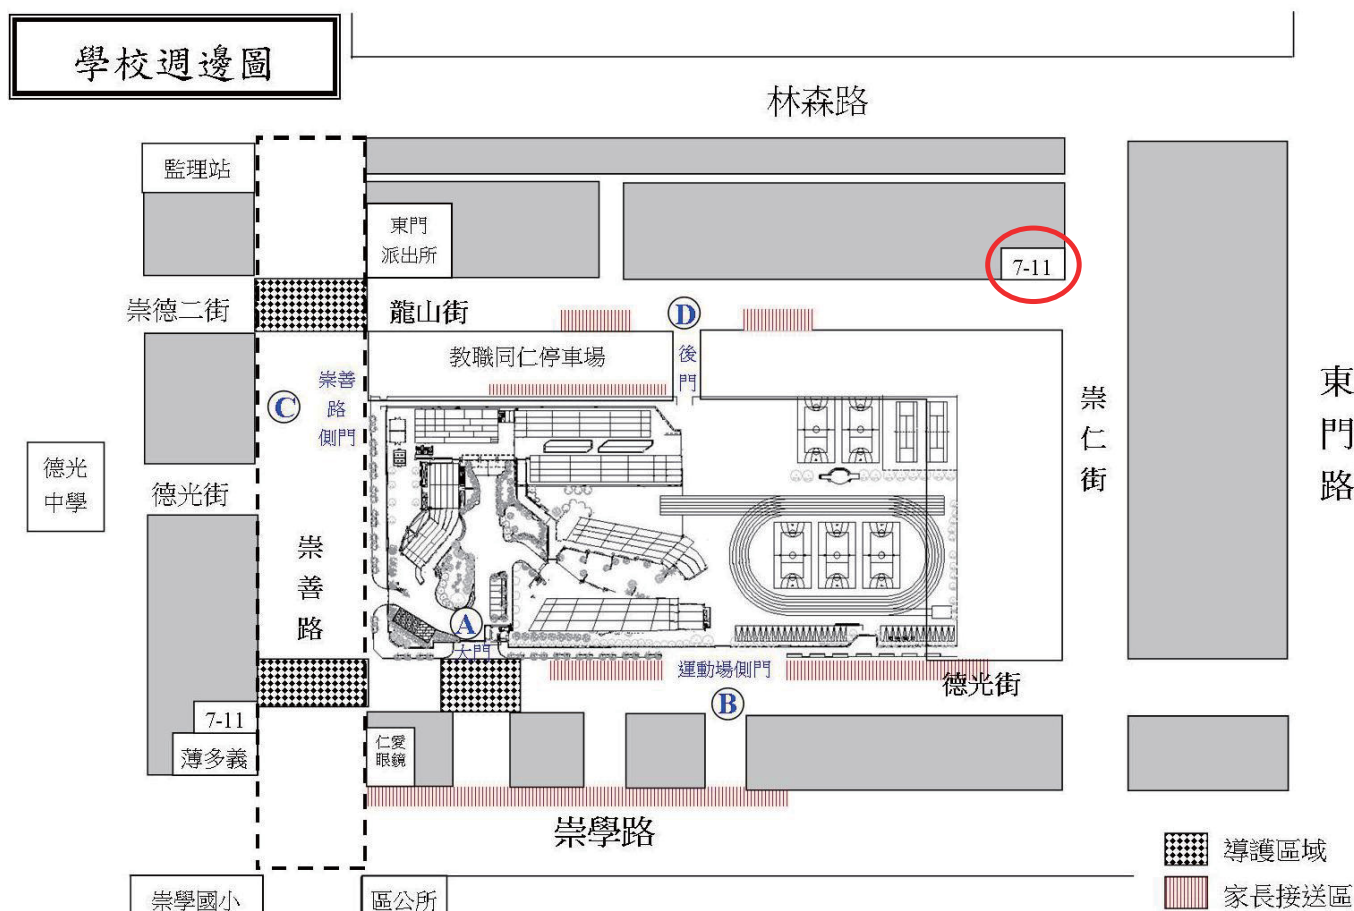 學校週邊圖
林森路
監理站
東門
派出所
7-11
崇德二街
龍山街
D
教職同仁停車場
後
門
崇善
路
側門
C
崇
仁
街
東
門
路
德光
中學
德光街
崇
善
路
A
大門
運動場側門
B
德光街
7-11
薄多義
仁愛
眼鏡
崇學路
導護區域
家長接送區
崇學國小
區公所